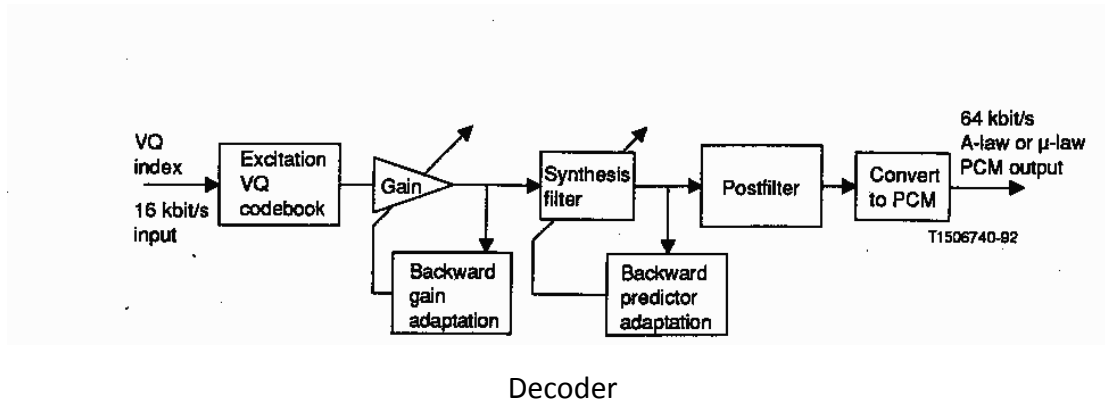 VQ
index
16 kbit/s
input
Excitation
VQ
codebook
Gain
Backward
gain
adaptation
Synthesis
filter
Backward
predictor
adaptation
Postfilter
Convert
to PCM
64 kbit/s
A-law or µ-law
PCM output
T1506740-92
Decoder